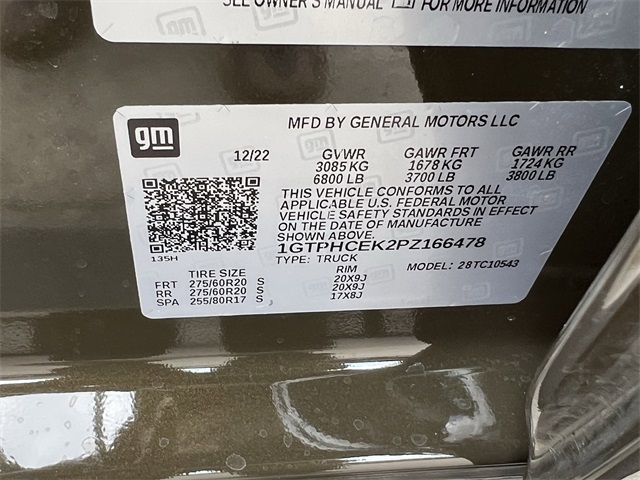 SEE OWNER'S MANUAL FOR MORE INFORMATION
gm
gm
MFD BY GENERAL MOTORS LLC
12/22 GVWR GAWR FRT GAWR RR
3085 KG 1678 KG 1724 KG
6800 LB 3700 LB 3800 LB
THIS VEHICLE CONFORMS TO ALL
APPLICABLE U.S. FEDERAL MOTOR
VEHICLE SAFETY STANDARDS IN EFFECT
ON THE DATE OF MANUFACTURE
SHOWN ABOVE.
1GTPHCEK2PZ166478
135H
TYPE: TRUCK MODEL: 28TC10543
TIRE SIZE RIM
FRT 275/60R20 S 20X9J
RR 275/60R20 S 20X9J
SPA 255/80R17 S 17X8J